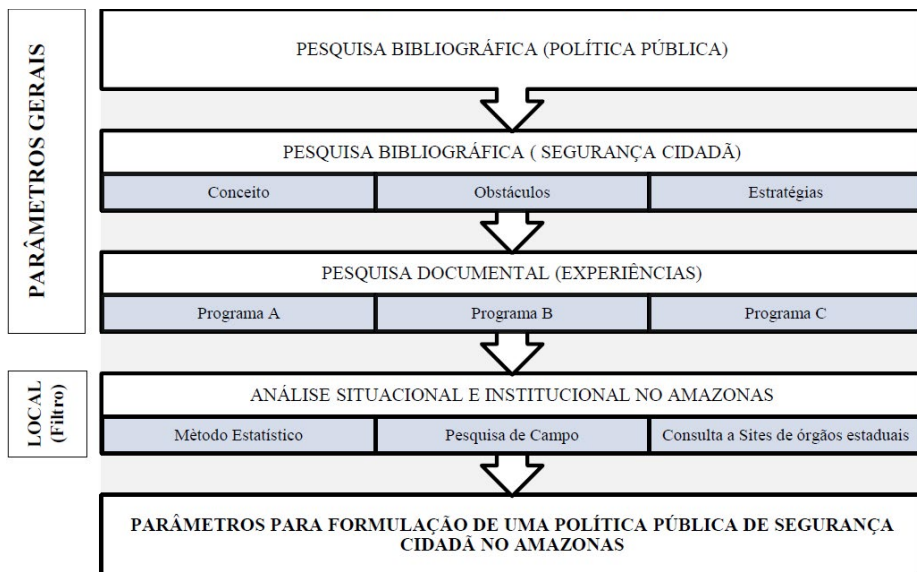 PARÂMETROS GERAIS
PESQUISA BIBLIOGRÁFICA (POLÍTICA PÚBLICA)
PESQUISA BIBLIOGRÁFICA ( SEGURANÇA CIDADÃ)
Conceito
Obstáculos
Estratégias
PESQUISA DOCUMENTAL (EXPERIÊNCIAS)
Programa A
Programa B
Programa C
LOCAL
(Filtro)
ANÁLISE SITUACIONAL E INSTITUCIONAL NO AMAZONAS
Mètodo Estatístico
Pesquisa de Campo
Consulta a Sites de órgãos estaduais
PARÂMETROS PARA FORMULAÇÃO DE UMA POLÍTICA PÚBLICA DE SEGURANÇA
CIDADÃ NO AMAZONAS